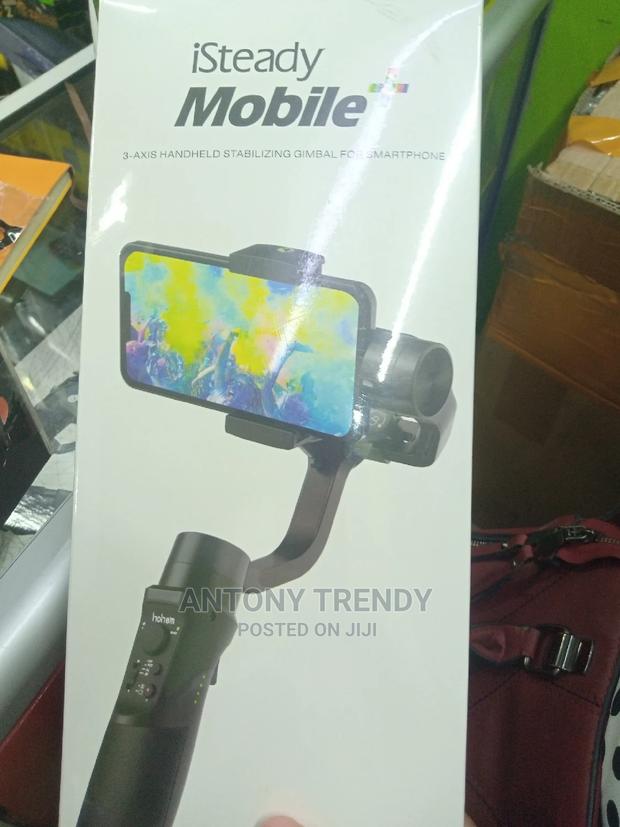 iSteady
Mobile+
3-AXIS HANDHELD STABILIZING GIMBAL FOR SMARTPHONE
hohem
ANTONY TRENDY
POSTED ON JIJI